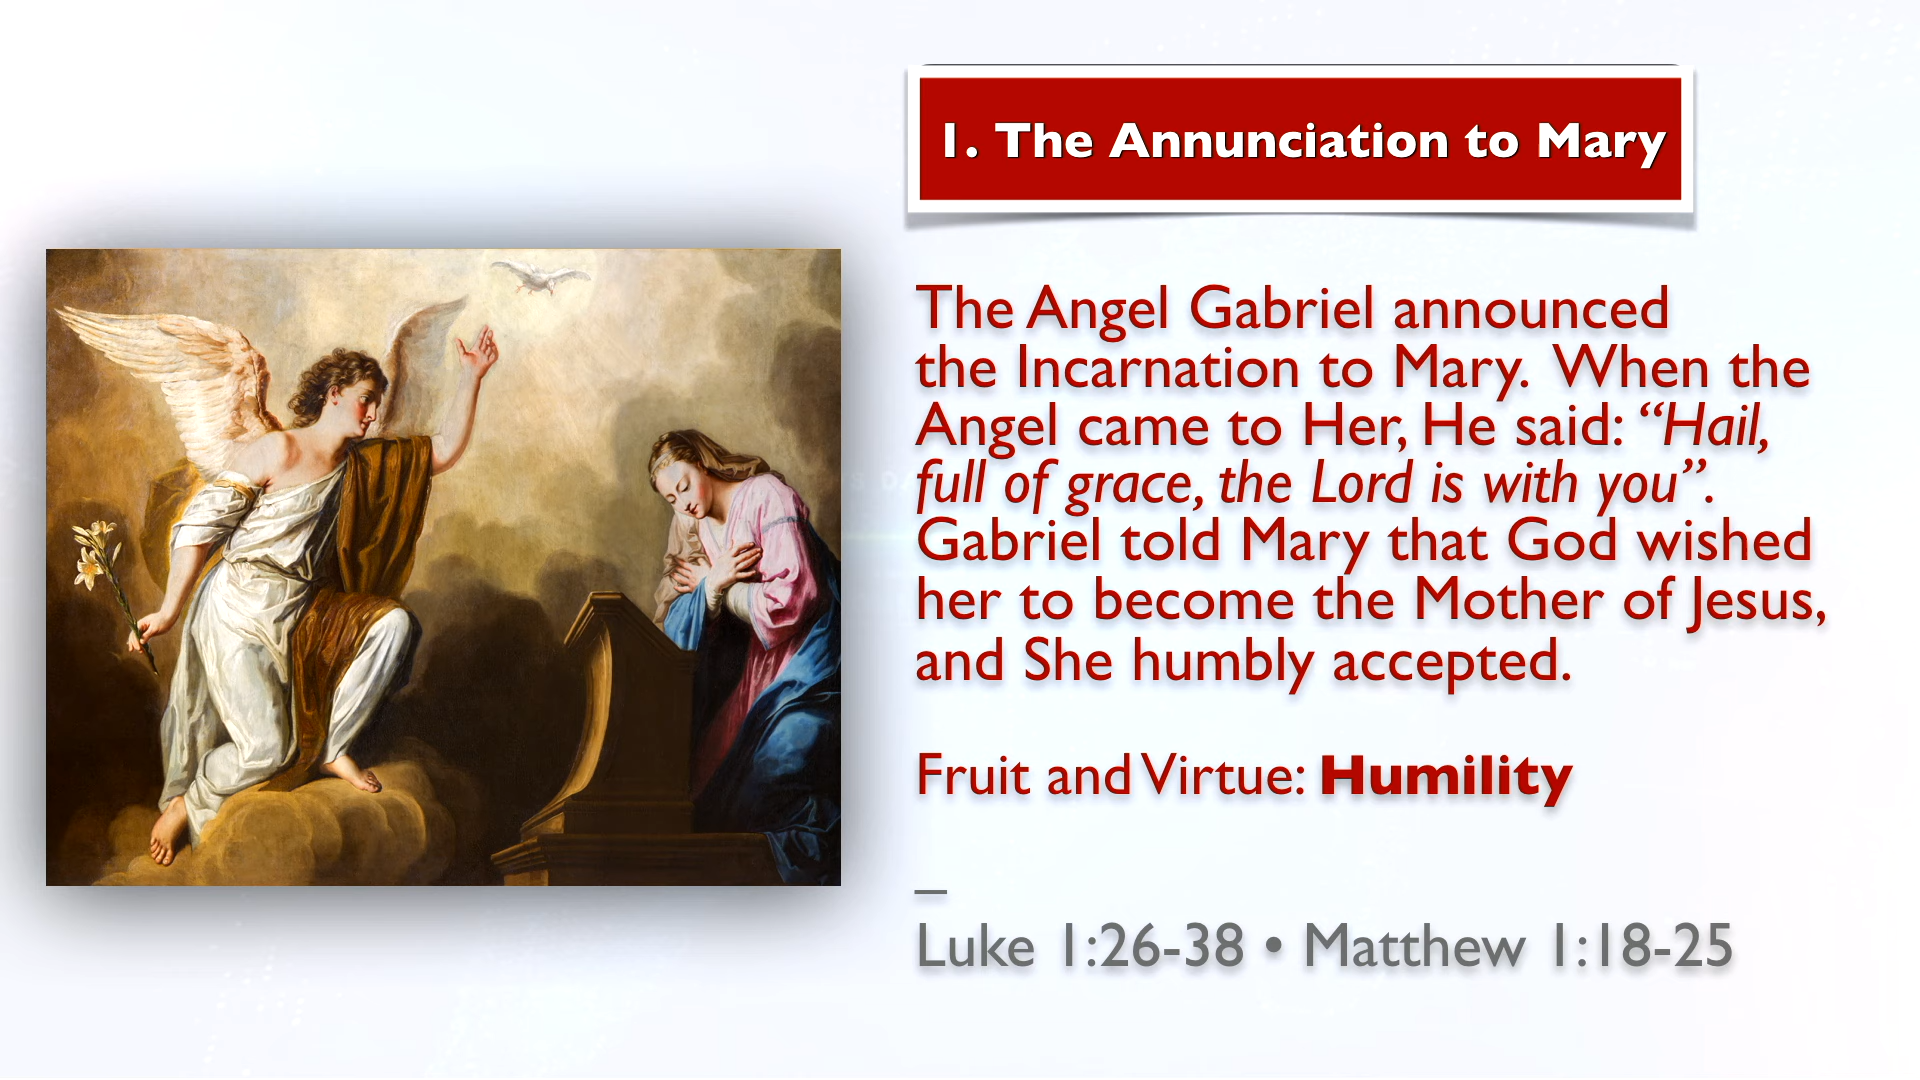 1. The Annunciation to Mary
The Angel Gabriel announced
the Incarnation to Mary.  When the
Angel came to Her, He said: “Hail,
full of grace, the Lord is with you”.
Gabriel told Mary that God wished
her to become the Mother of Jesus,
and She humbly accepted.
Fruit and Virtue: Humility
_
Luke 1:26-38 • Matthew 1:18-25